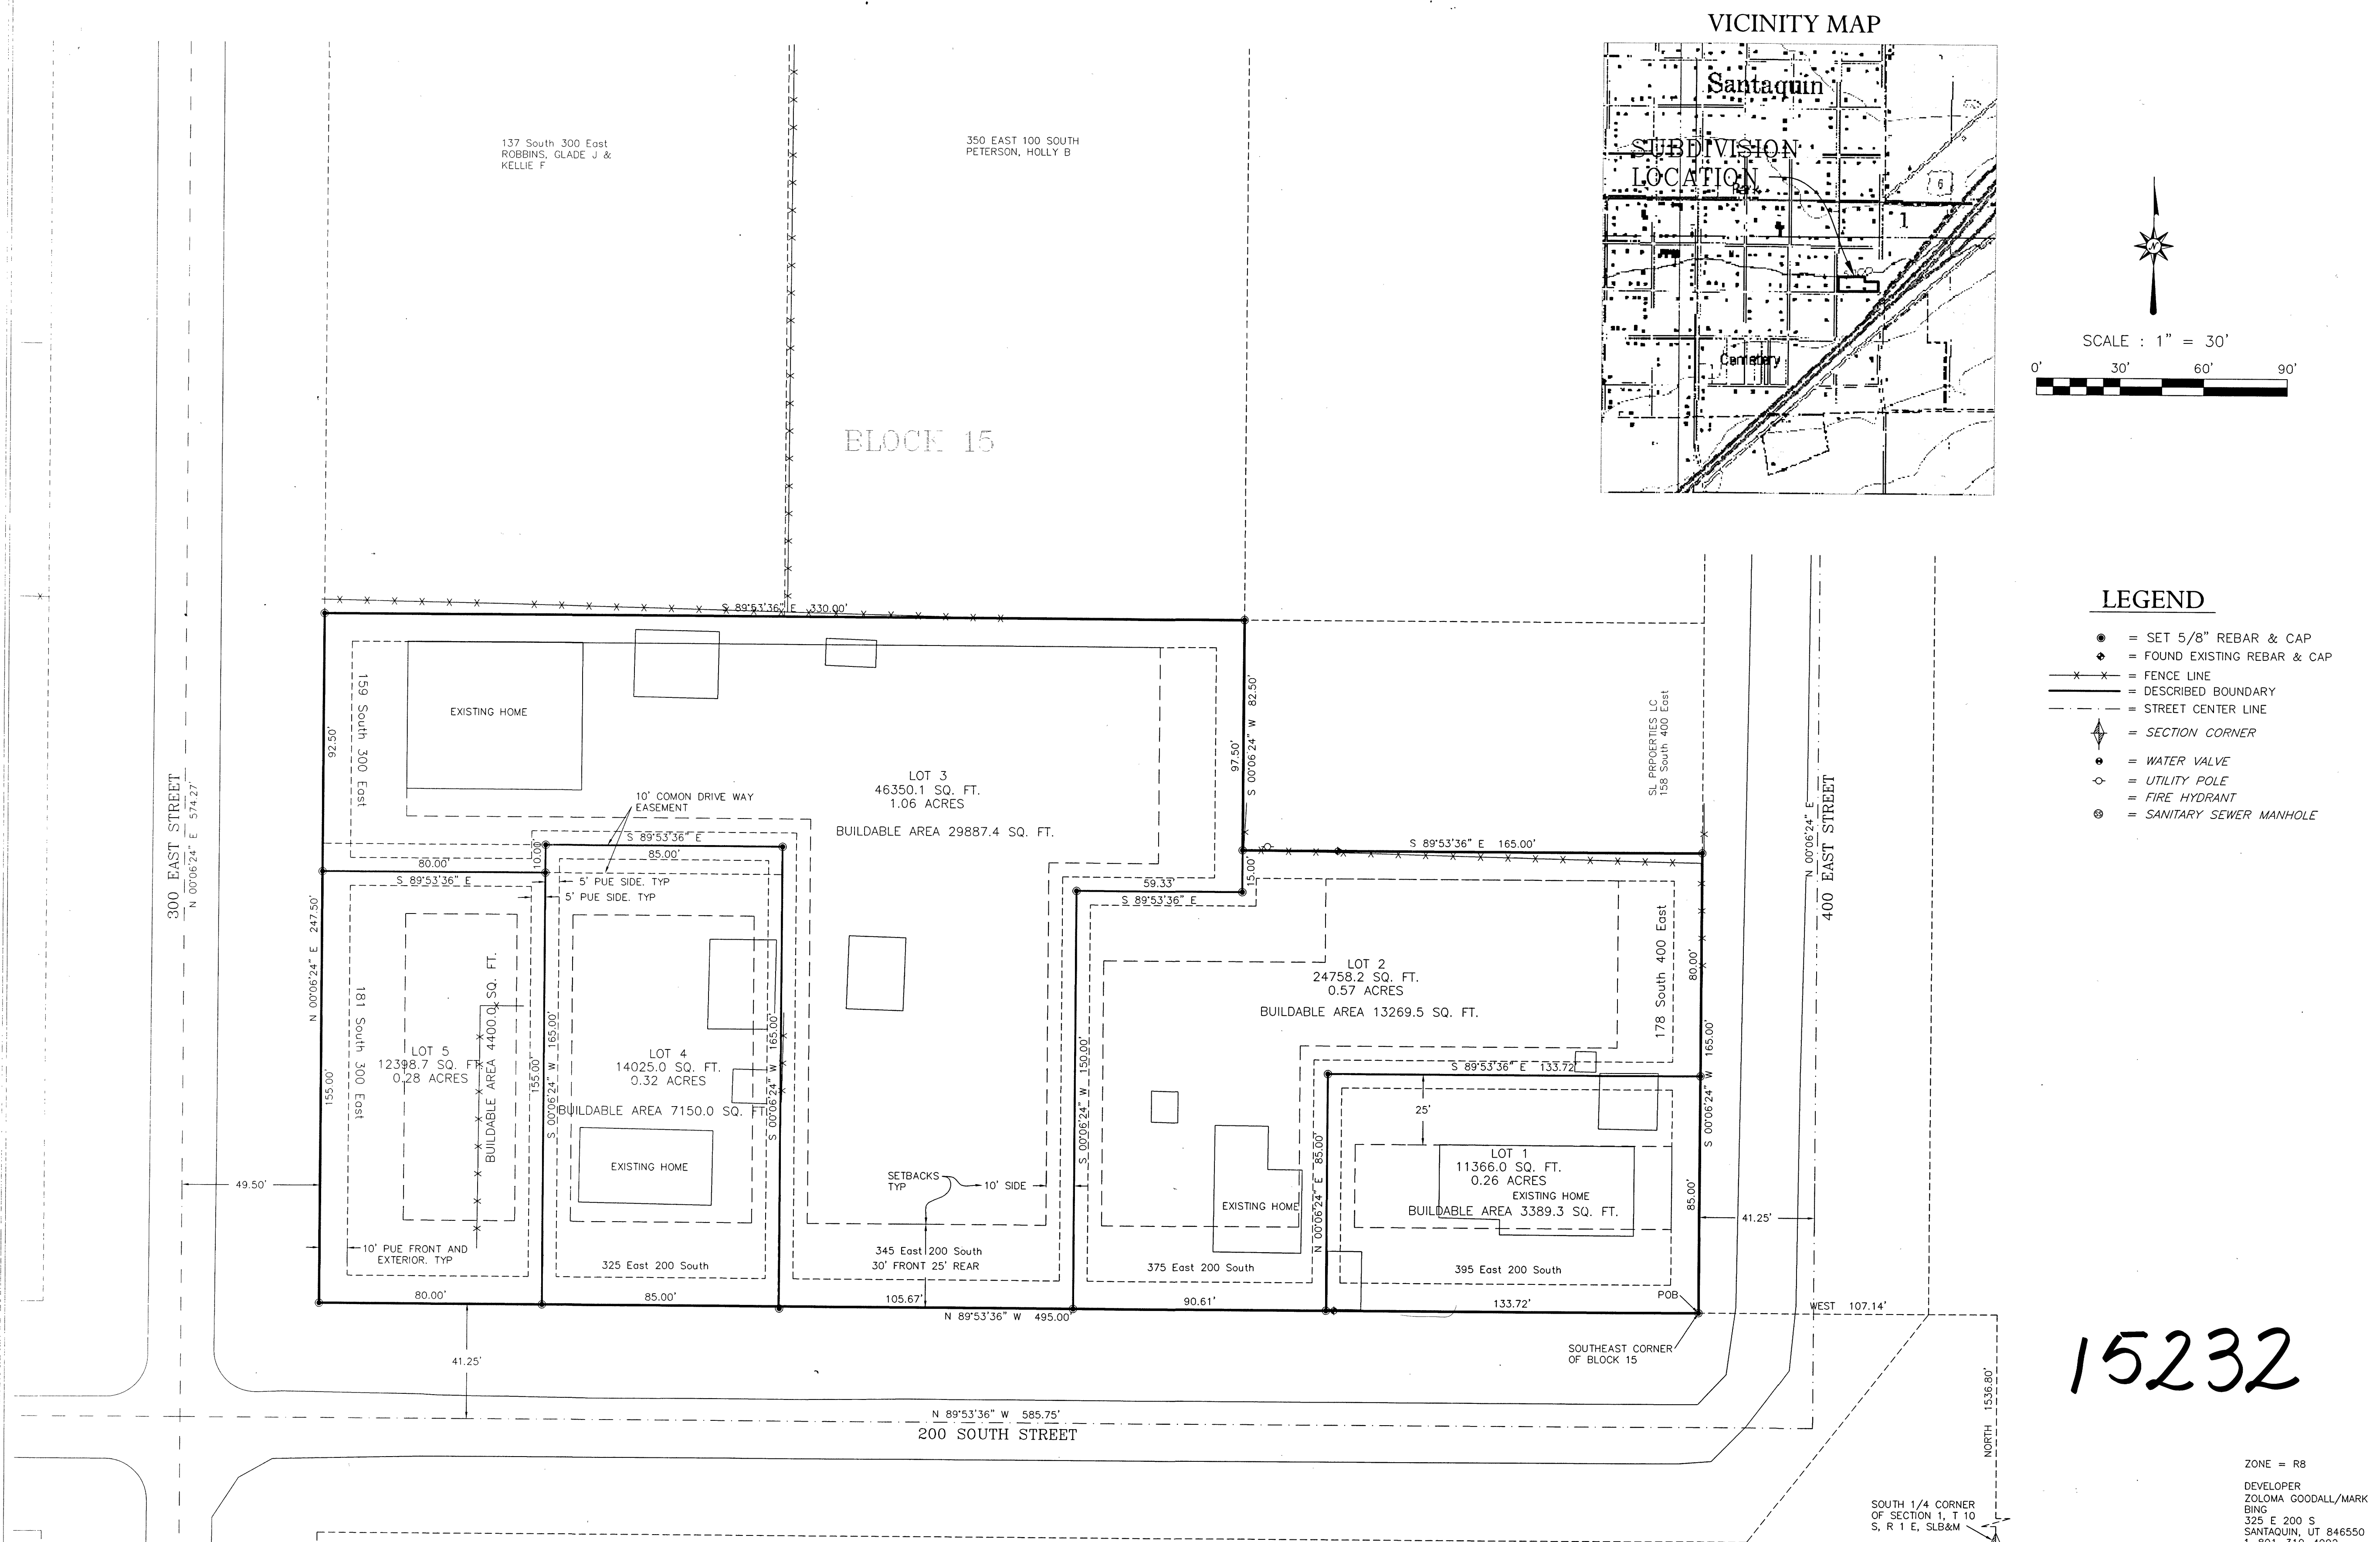 VICINITY MAP
Santaquin
SUBDIVISION
LOCATION
6
1
Cemetery
SCALE : 1" = 30'
0' 30' 60' 90'
137 South 300 East
ROBBINS, GLADE J &
KELLIE F
350 EAST 100 SOUTH
PETERSON, HOLLY B
BLOCK 15
LEGEND
= SET 5/8" REBAR & CAP
= FOUND EXISTING REBAR & CAP
= FENCE LINE
= DESCRIBED BOUNDARY
= STREET CENTER LINE
= SECTION CORNER
= WATER VALVE
= UTILITY POLE
= FIRE HYDRANT
= SANITARY SEWER MANHOLE
300 EAST STREET
N 00°06'24" E 574.27'
S 89°53'36" E 330.00'
92.50'
159 South 300 East
EXISTING HOME
LOT 3
46350.1 SQ. FT.
1.06 ACRES
BUILDABLE AREA 29887.4 SQ. FT.
10' COMON DRIVE WAY
EASEMENT
97.50'
S 00°06'24" W 82.50'
SL PRPOERTIES LC
158 South 400 East
N 00°06'24" E
400 EAST STREET
S 89°53'36" E
85.00'
10.00'
80.00'
S 89°53'36" E
5' PUE SIDE. TYP
5' PUE SIDE. TYP
59.33'
S 89°53'36" E
15.00'
S 89°53'36" E 165.00'
N 00°06'24" E 247.50'
155.00'
181 South 300 East
LOT 5
12398.7 SQ. FT.
0.28 ACRES
BUILDABLE AREA 4400.0 SQ. FT.
155.00'
S 00°06'24" W 165.00'
LOT 4
14025.0 SQ. FT.
0.32 ACRES
BUILDABLE AREA 7150.0 SQ. FT.
EXISTING HOME
S 00°06'24" W 165.00'
S 00°06'24" W 150.00'
LOT 2
24758.2 SQ. FT.
0.57 ACRES
BUILDABLE AREA 13269.5 SQ. FT.
178 South 400 East
80.00'
S 00°06'24" W 165.00'
S 89°53'36" E 133.72'
25'
N 00°06'24" E 85.00'
LOT 1
11366.0 SQ. FT.
0.26 ACRES
EXISTING HOME
BUILDABLE AREA 3389.3 SQ. FT.
85.00'
EXISTING HOME
SETBACKS
TYP
10' SIDE
49.50'
41.25'
10' PUE FRONT AND
EXTERIOR. TYP
325 East 200 South
345 East 200 South
30' FRONT 25' REAR
375 East 200 South
395 East 200 South
POB
80.00'
85.00'
105.67'
90.61'
133.72'
N 89°53'36" W 495.00'
WEST 107.14'
SOUTHEAST CORNER
OF BLOCK 15
41.25'
N 89°53'36" W 585.75'
200 SOUTH STREET
NORTH 1536.80'
SOUTH 1/4 CORNER
OF SECTION 1, T 10
S, R 1 E, SLB&M
15232
ZONE = R8
DEVELOPER
ZOLOMA GOODALL/MARK
BING
325 E 200 S
SANTAQUIN, UT 846550